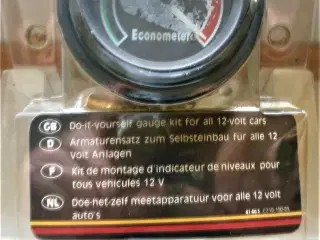 Econometer
GB Do-it-yourself gauge kit for all 12-volt cars
D Armaturensatz zum Selbsteinbau für alle 12
volt Anlagen
F Kit de montage d'indicateur de niveaux pour
tous vehicules 12 V
NL Doe-het-zelf meetapparatuur voor alle 12 volt
auto's